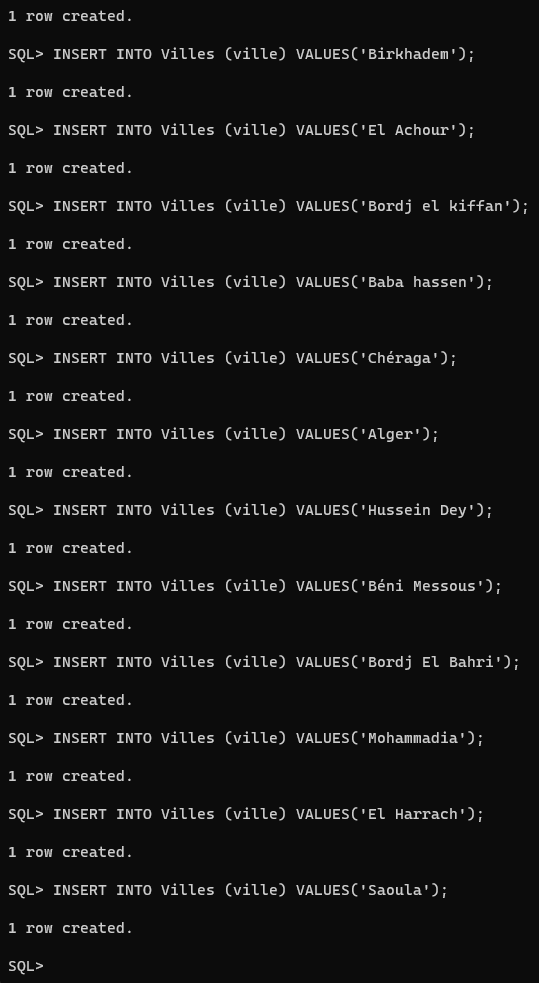 1 row created.
SQL> INSERT INTO Villes (ville) VALUES('Birkhadem');
1 row created.
SQL> INSERT INTO Villes (ville) VALUES('El Achour');
1 row created.
SQL> INSERT INTO Villes (ville) VALUES('Bordj el kiffan');
1 row created.
SQL> INSERT INTO Villes (ville) VALUES('Baba hassen');
1 row created.
SQL> INSERT INTO Villes (ville) VALUES('Chéraga');
1 row created.
SQL> INSERT INTO Villes (ville) VALUES('Alger');
1 row created.
SQL> INSERT INTO Villes (ville) VALUES('Hussein Dey');
1 row created.
SQL> INSERT INTO Villes (ville) VALUES('Béni Messous');
1 row created.
SQL> INSERT INTO Villes (ville) VALUES('Bordj El Bahri');
1 row created.
SQL> INSERT INTO Villes (ville) VALUES('Mohammadia');
1 row created.
SQL> INSERT INTO Villes (ville) VALUES('El Harrach');
1 row created.
SQL> INSERT INTO Villes (ville) VALUES('Saoula');
1 row created.
SQL>